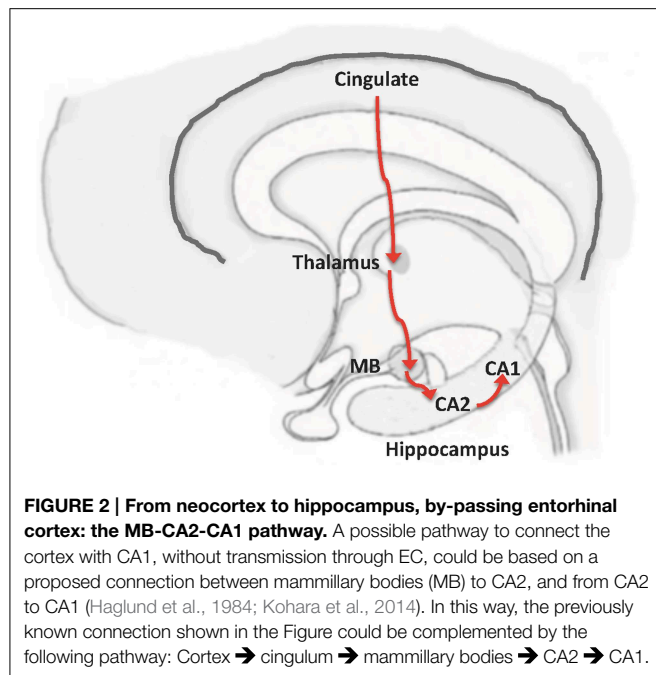 Cingulate
Thalamus
MB
CA1
CA2
Hippocampus
FIGURE 2 | From neocortex to hippocampus, by-passing entorhinal
cortex: the MB-CA2-CA1 pathway. A possible pathway to connect the
cortex with CA1, without transmission through EC, could be based on a
proposed connection between mammillary bodies (MB) to CA2, and from CA2
to CA1 (Haglund et al., 1984; Kohara et al., 2014). In this way, the previously
known connection shown in the Figure could be complemented by the
following pathway: Cortex ➔ cingulum ➔ mammillary bodies ➔ CA2 ➔ CA1.